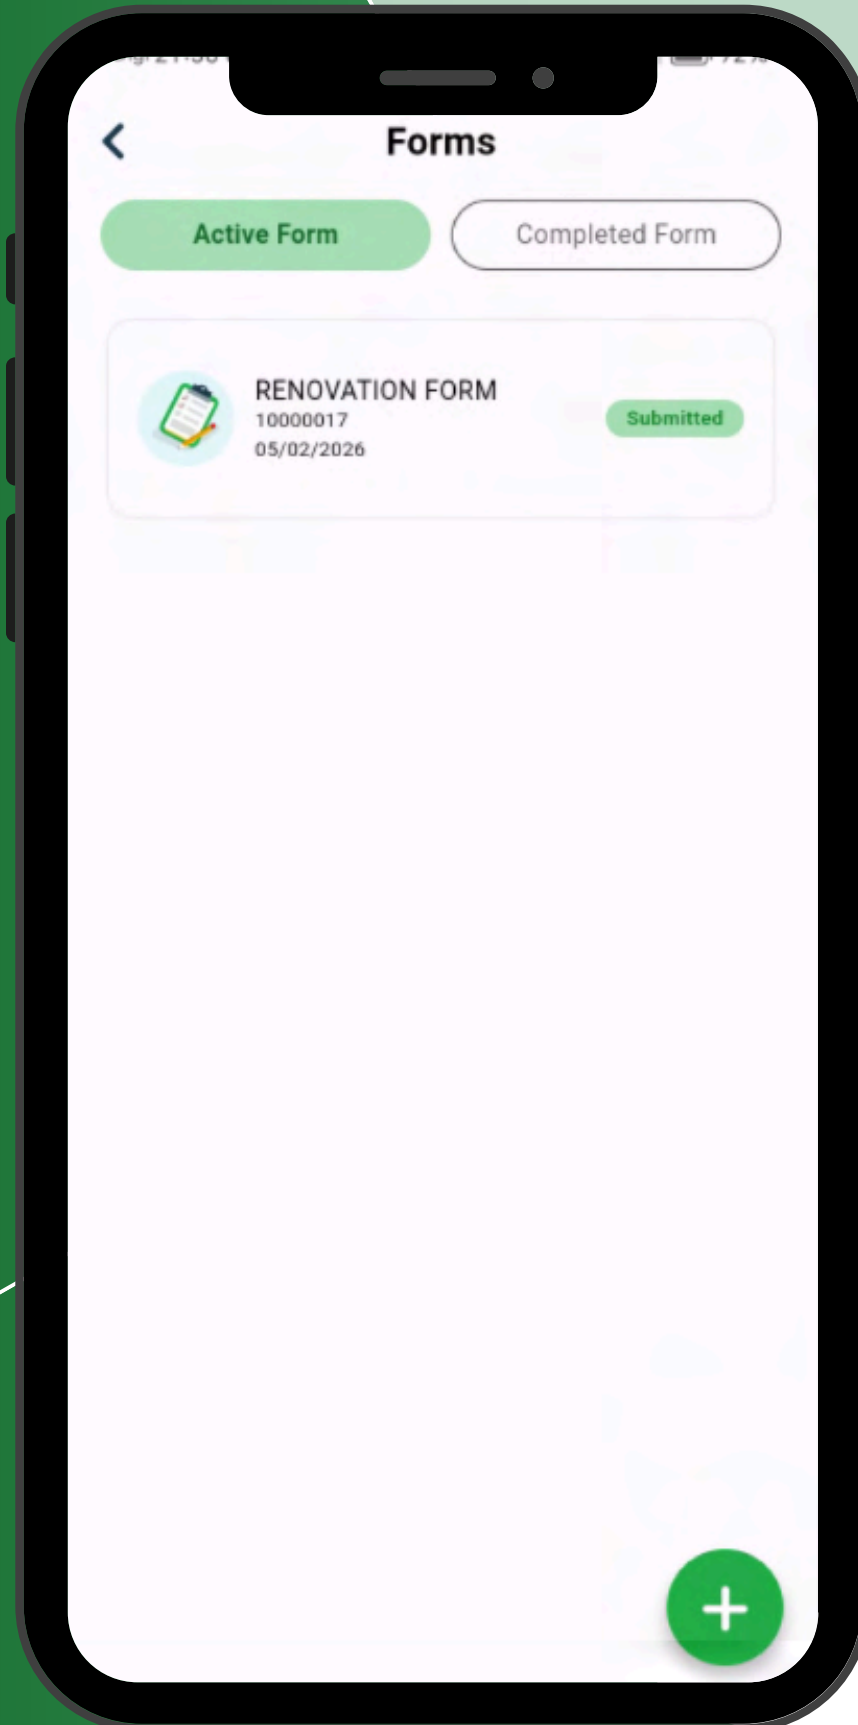 Forms
Active Form
Completed Form
RENOVATION FORM
10000017
05/02/2026
Submitted